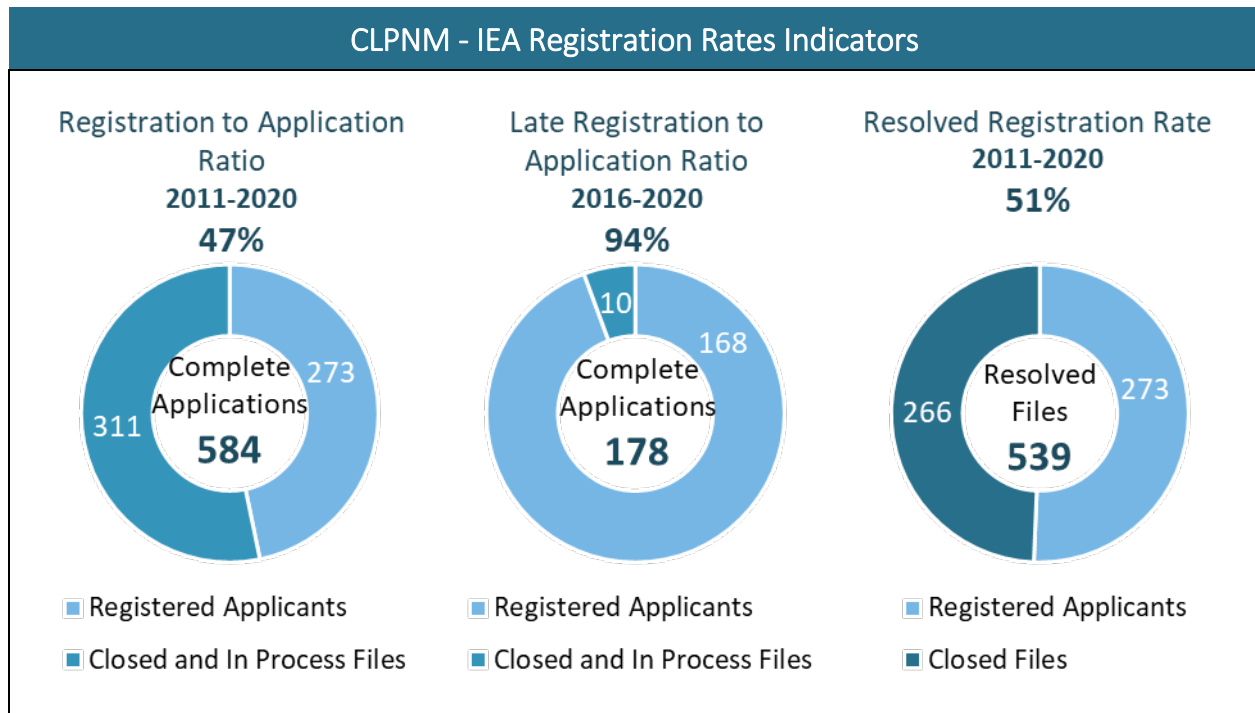 CLPNM - IEA Registration Rates Indicators
Registration to Application
Ratio
2011-2020
47%
311
273
Complete
Applications
584
Registered Applicants
Closed and In Process Files
Late Registration to
Application Ratio
2016-2020
94%
10
168
Complete
Applications
178
Registered Applicants
Closed and In Process Files
Resolved Registration Rate
2011-2020
51%
266
273
Resolved
Files
539
Registered Applicants
Closed Files